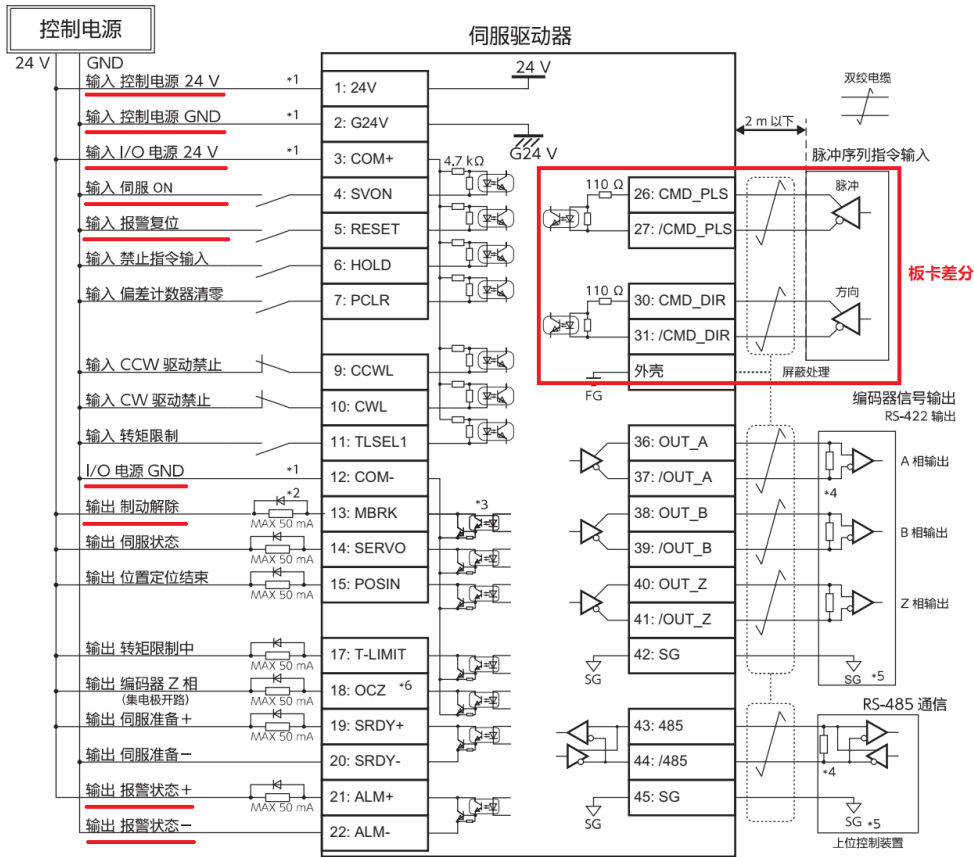 控制电源
24 V
GND
伺服驱动器
输入 控制电源 24 V *1
输入 控制电源 GND *1
输入 I/O 电源 24 V *1
输入 伺服 ON
输入 报警复位
输入 禁止指令输入
输入 偏差计数器清零
输入 CCW 驱动禁止
输入 CW 驱动禁止
输入 转矩限制
I/O 电源 GND *1
输出 制动解除 *2
MAX 50 mA
输出 伺服状态
MAX 50 mA
输出 位置定位结束
MAX 50 mA
输出 转矩限制中
MAX 50 mA
输出 编码器 Z 相
(集电极开路)
MAX 50 mA
输出 伺服准备+
MAX 50 mA
输出 伺服准备-
输出 报警状态+
MAX 50 mA
输出 报警状态-
1: 24V
2: G24V
3: COM+
4: SVON
5: RESET
6: HOLD
7: PCLR
9: CCWL
10: CWL
11: TLSEL1
12: COM-
13: MBRK
14: SERVO
15: POSIN
17: T-LIMIT
18: OCZ *6
19: SRDY+
20: SRDY-
21: ALM+
22: ALM-
24 V
G24 V
4.7 kΩ
*3
110 Ω
110 Ω
FG
SG
SG
26: CMD_PLS
27: /CMD_PLS
30: CMD_DIR
31: /CMD_DIR
外壳
36: OUT_A
37: /OUT_A
38: OUT_B
39: /OUT_B
40: OUT_Z
41: /OUT_Z
42: SG
43: 485
44: /485
45: SG
双绞电缆
2 m 以下
脉冲序列指令输入
脉冲
方向
板卡差分
屏蔽处理
编码器信号输出
RS-422 输出
A 相输出
*4
B 相输出
Z 相输出
SG *5
RS-485 通信
*4
SG *5
上位控制装置